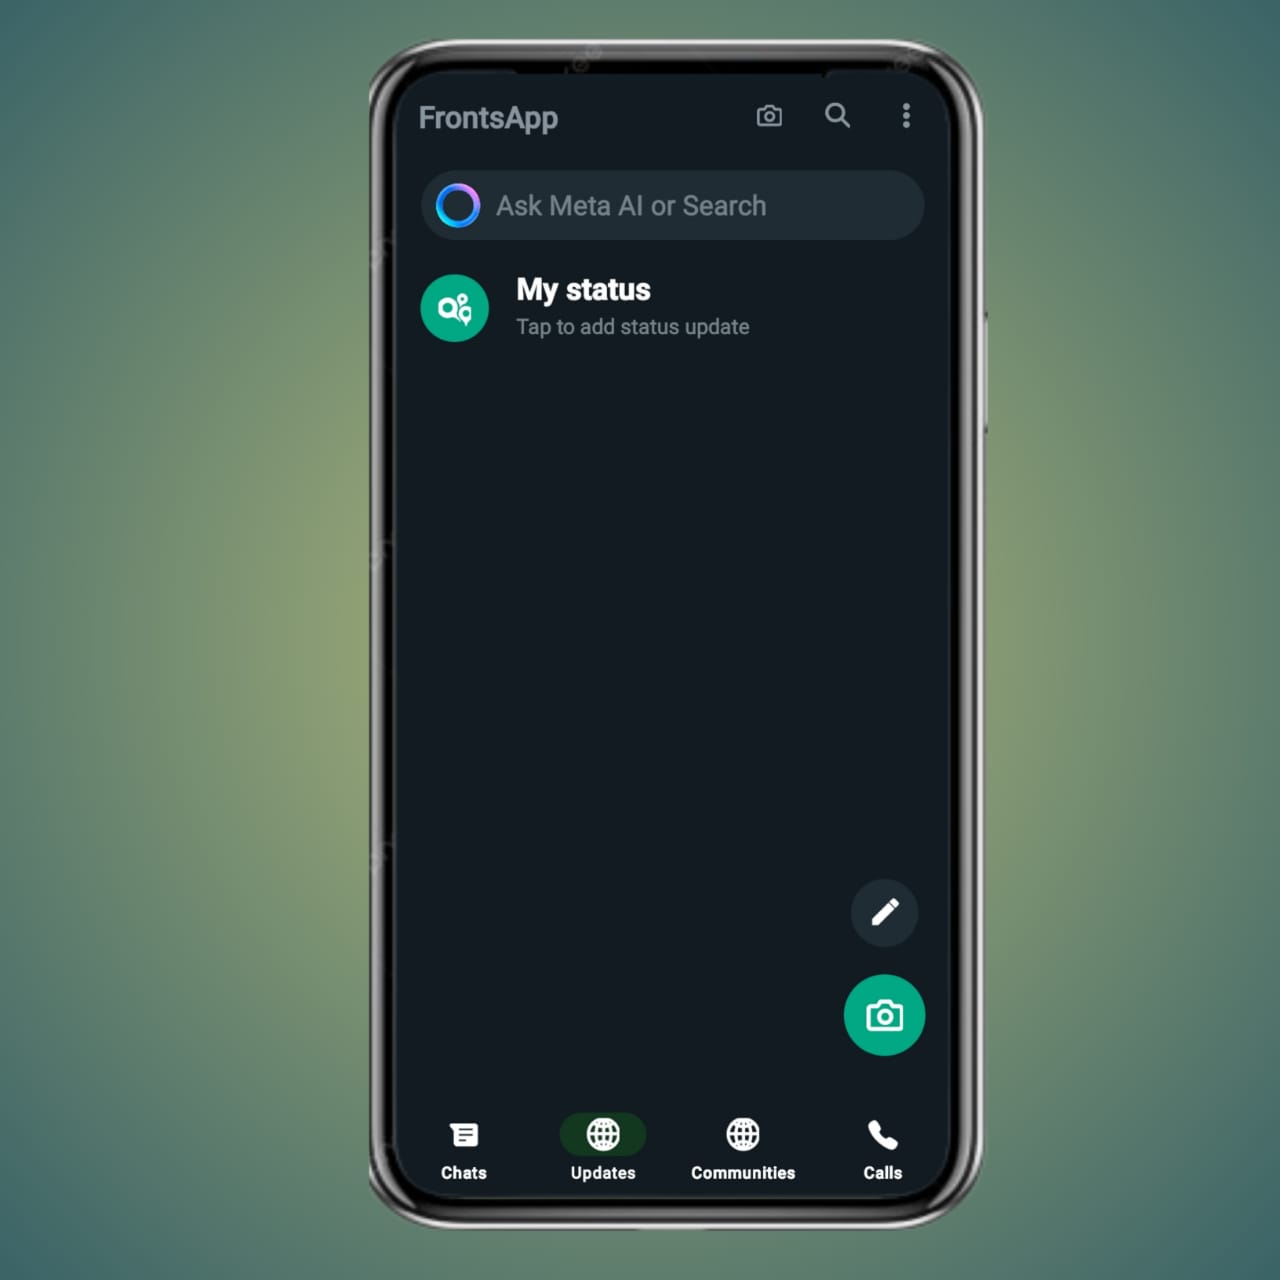 FrontsApp
Ask Meta AI or Search
My status
Tap to add status update
Chats
Updates
Communities
Calls